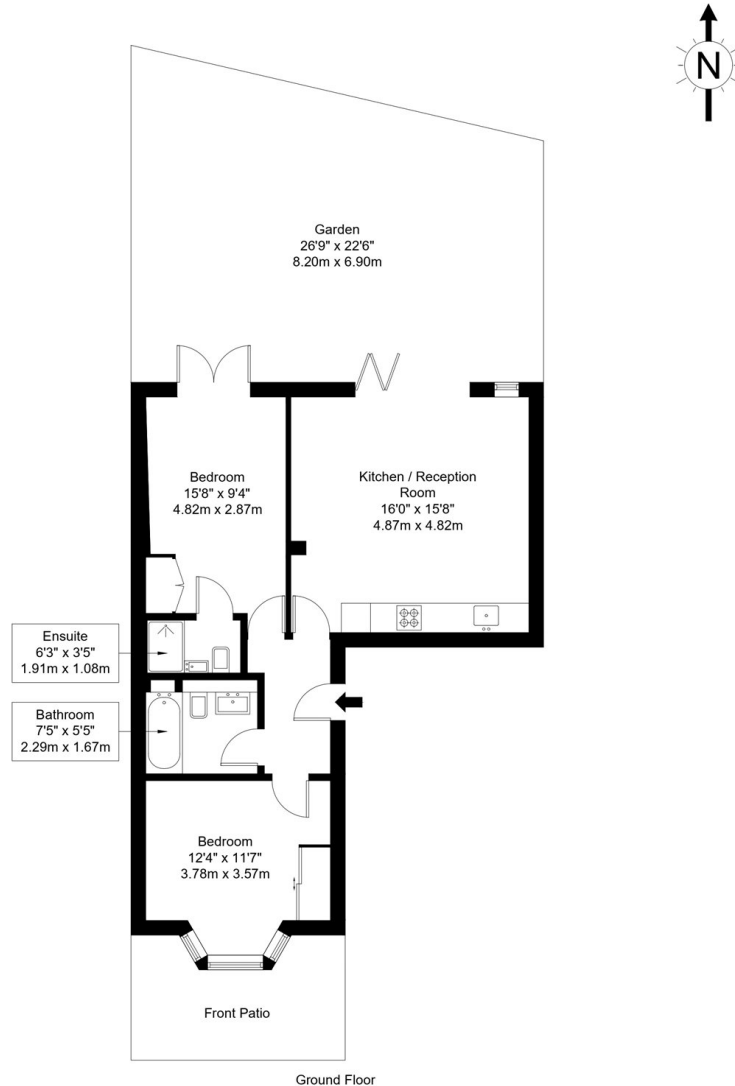 N
Garden
26'9" x 22'6"
8.20m x 6.90m
Bedroom
15'8" x 9'4"
4.82m x 2.87m
Kitchen / Reception
Room
16'0" x 15'8"
4.87m x 4.82m
Ensuite
6'3" x 3'5"
1.91m x 1.08m
Bathroom
7'5" x 5'5"
2.29m x 1.67m
Bedroom
12'4" x 11'7"
3.78m x 3.57m
Front Patio
Ground Floor